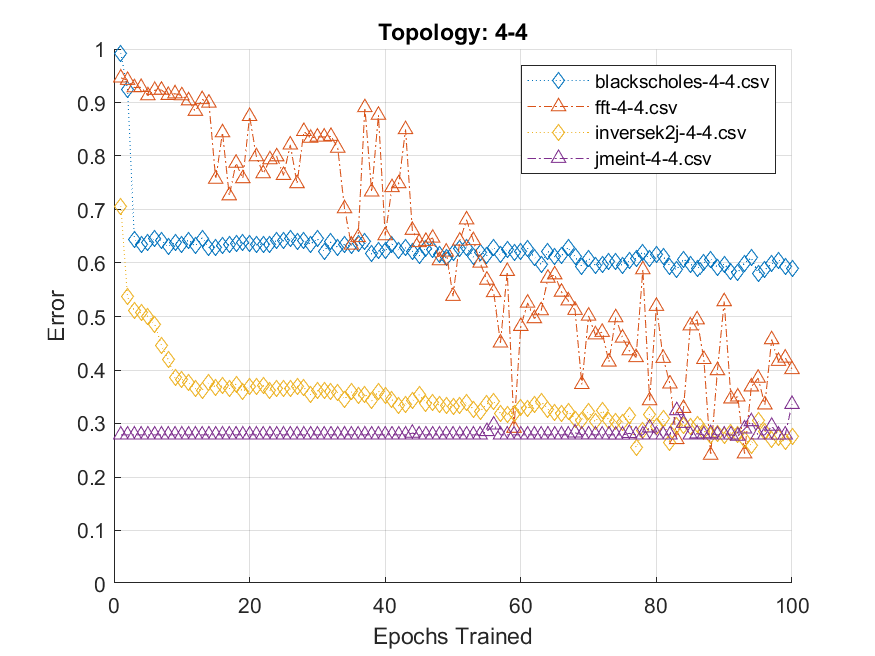 Topology: 4-4
1
0.9
0.8
0.7
0.6
0.5
0.4
0.3
0.2
0.1
0
Error
blackscholes-4-4.csv
fft-4-4.csv
inversek2j-4-4.csv
jmeint-4-4.csv
0 20 40 60 80 100
Epochs Trained